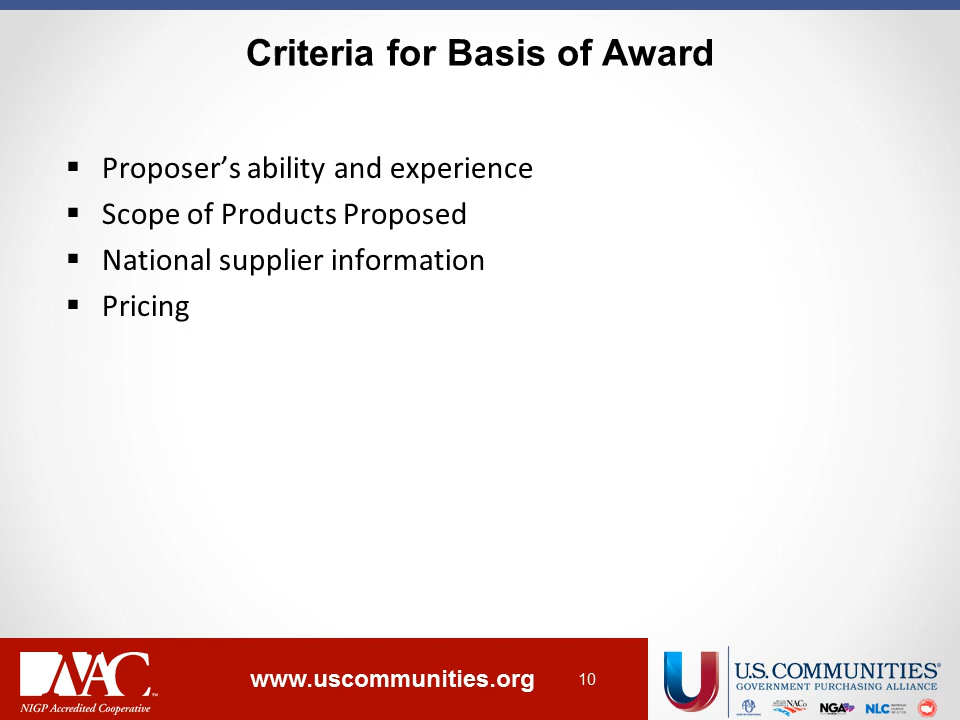 Criteria for Basis of Award
▪ Proposer’s ability and experience
▪ Scope of Products Proposed
▪ National supplier information
▪ Pricing
NAC™
NIGP Accredited Cooperative
www.uscommunities.org
10
U.S. COMMUNITIES®
GOVERNMENT PURCHASING ALLIANCE
NACo
NGA
NLC